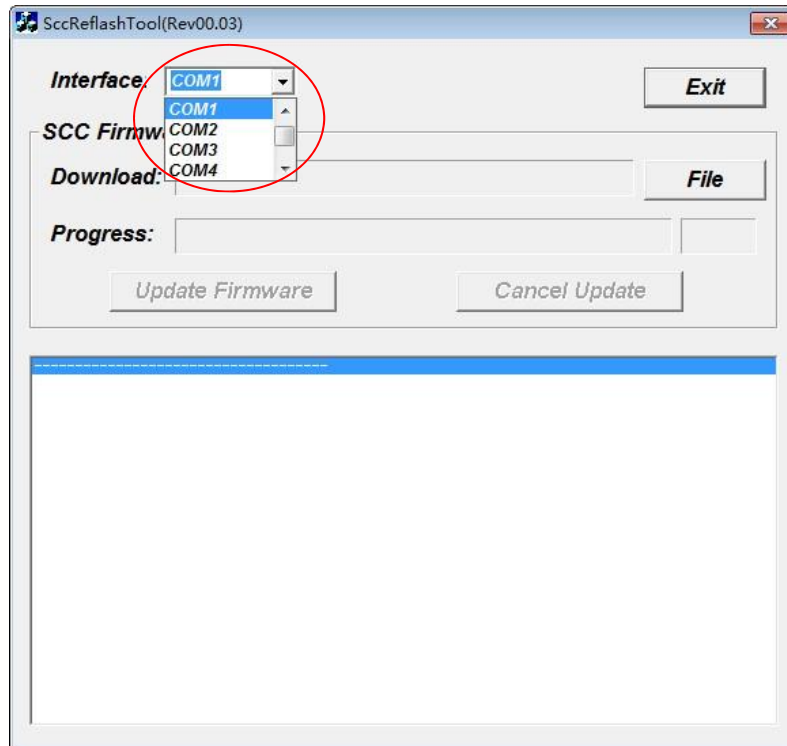 SccReflashTool(Rev00.03)
Interface: COM1
Exit
COM1
COM2
COM3
COM4
SCC Firmw
Download:
File
Progress:
Update Firmware
Cancel Update
------------------------------------